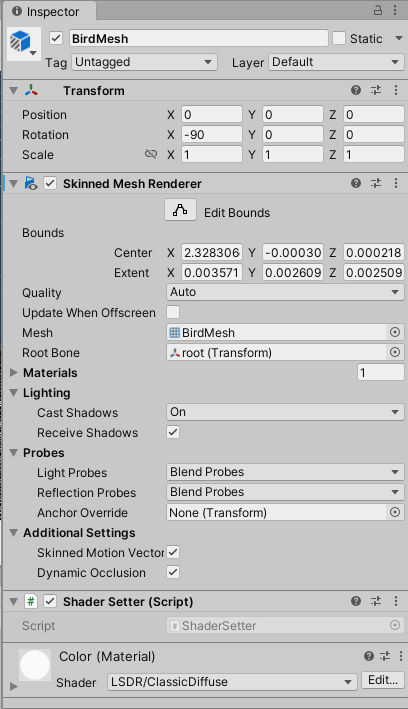 Inspector
BirdMesh Static
Tag Untagged Layer Default
Transform
Position X 0 Y 0 Z 0
Rotation X -90 Y 0 Z 0
Scale X 1 Y 1 Z 1
Skinned Mesh Renderer
Edit Bounds
Bounds
Center X 2.328306 Y -0.00030 Z 0.000218
Extent X 0.003571 Y 0.002609 Z 0.002509
Quality Auto
Update When Offscreen
Mesh BirdMesh
Root Bone root (Transform)
Materials 1
Lighting
Cast Shadows On
Receive Shadows
Probes
Light Probes Blend Probes
Reflection Probes Blend Probes
Anchor Override None (Transform)
Additional Settings
Skinned Motion Vector
Dynamic Occlusion
# Shader Setter (Script)
Script # ShaderSetter
Color (Material)
Shader LSDR/ClassicDiffuse Edit...